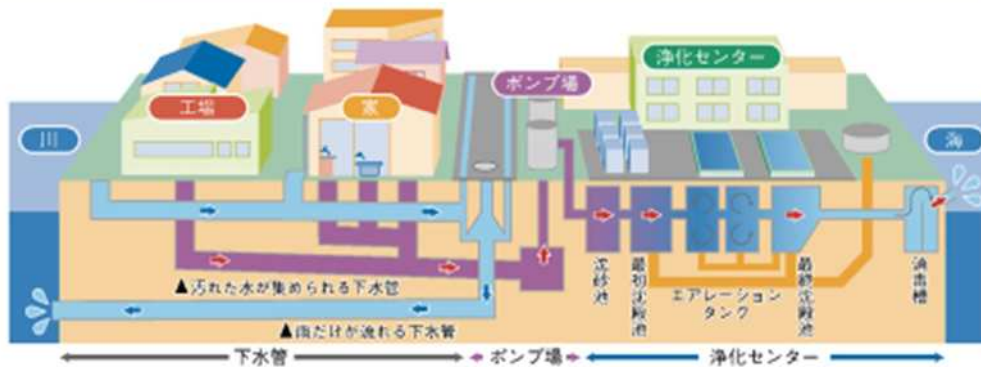 浄化センター
ポンプ場
工場
家
川
海
沈砂池
最初沈殿池
エアレーション
タンク
最終沈殿池
消毒槽
▲汚れた水が集められる下水管
▲雨だけが流れる下水管
下水管
ポンプ場
浄化センター